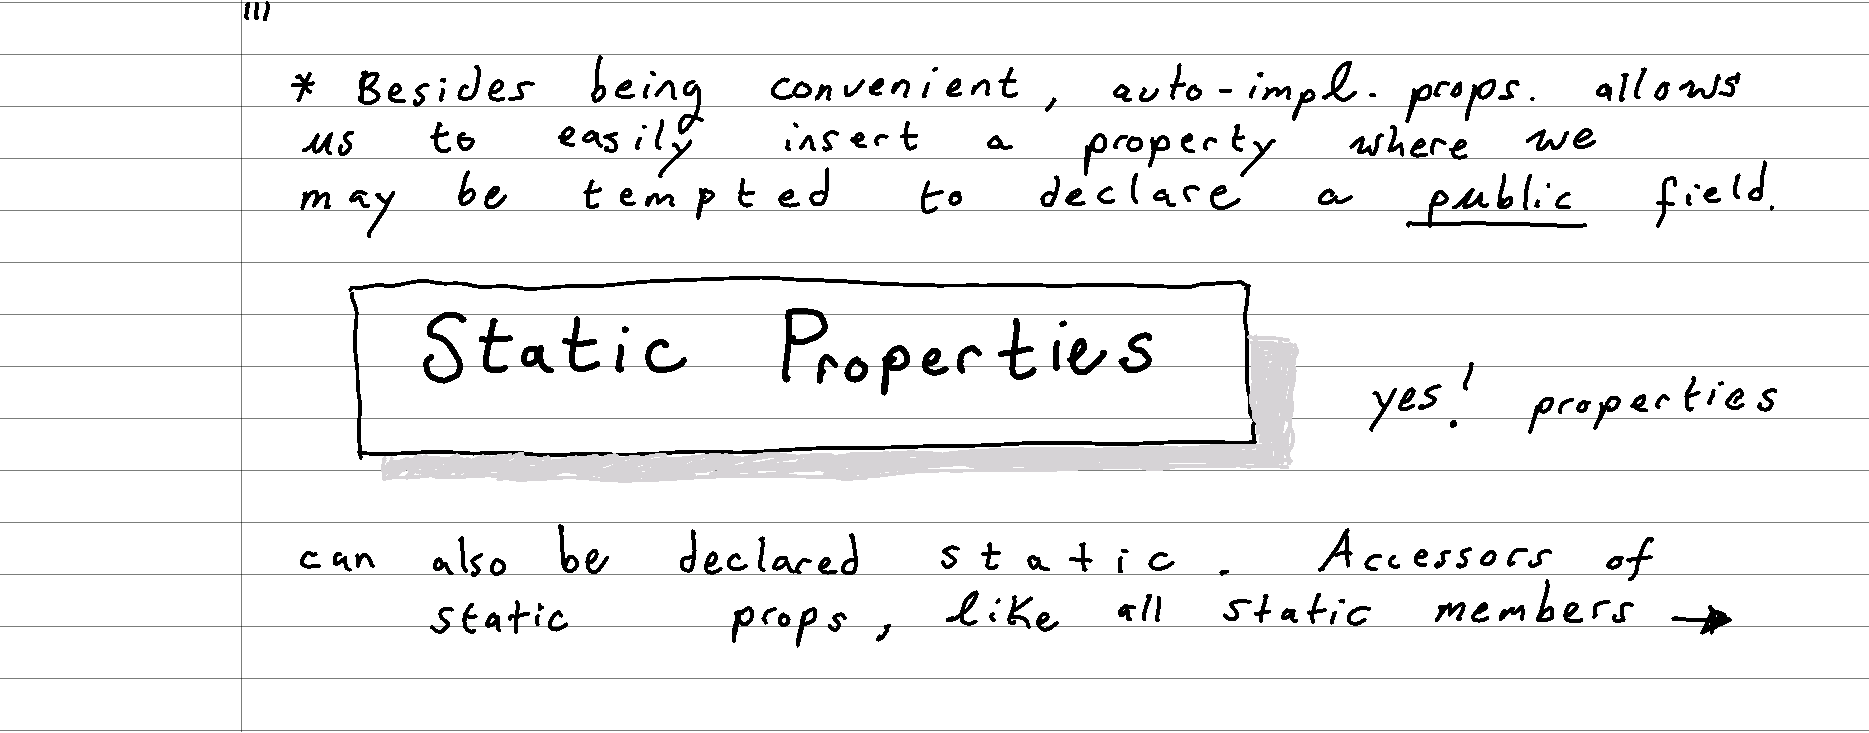 * Besides being convenient, auto-impl. props. allows
us to easily insert a property where we
may be tempted to declare a public field.
Static Properties
yes! properties
can also be declared static. Accessors of
static props, like all static members →